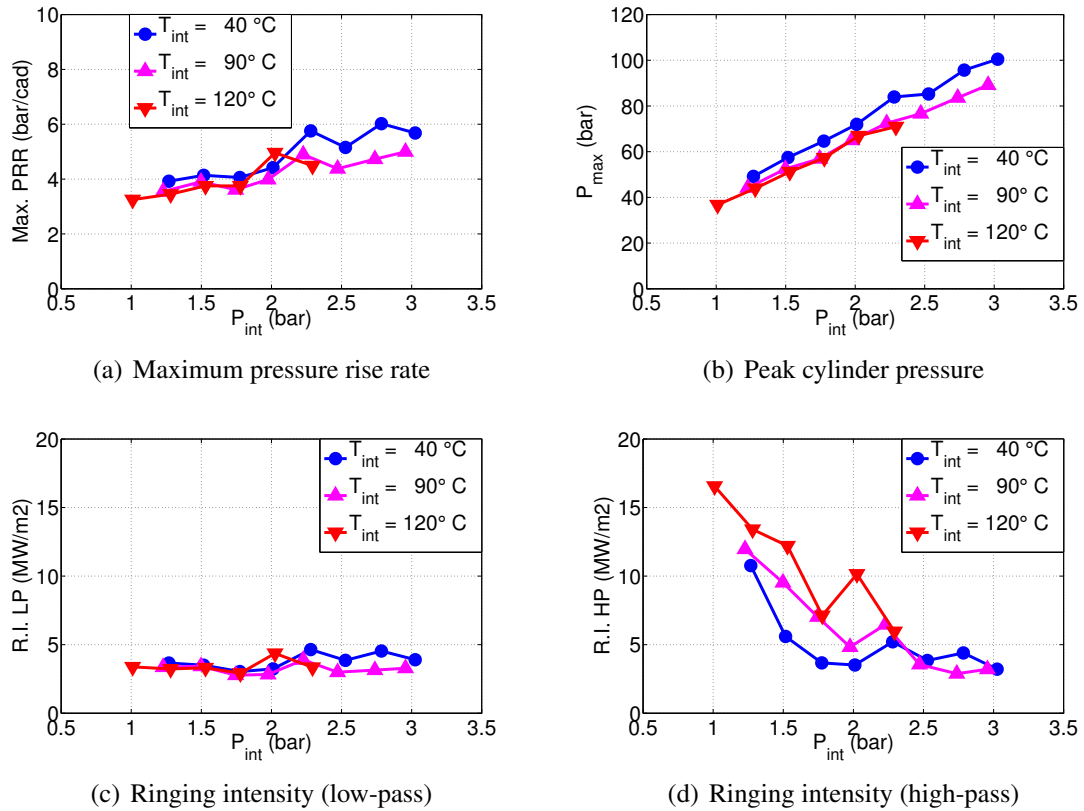 10
8
6
4
2
0
0.5 1 1.5 2 2.5 3 3.5
Max. PRR (bar/cad)
P_int (bar)
T_int = 40 °C
T_int = 90° C
T_int = 120° C
(a) Maximum pressure rise rate
120
100
80
60
40
20
0
0.5 1 1.5 2 2.5 3 3.5
P_max (bar)
P_int (bar)
T_int = 40 °C
T_int = 90° C
T_int = 120° C
(b) Peak cylinder pressure
20
15
10
5
0
0.5 1 1.5 2 2.5 3 3.5
R.I. LP (MW/m2)
P_int (bar)
T_int = 40 °C
T_int = 90° C
T_int = 120° C
(c) Ringing intensity (low-pass)
20
15
10
5
0
0.5 1 1.5 2 2.5 3 3.5
R.I. HP (MW/m2)
P_int (bar)
T_int = 40 °C
T_int = 90° C
T_int = 120° C
(d) Ringing intensity (high-pass)